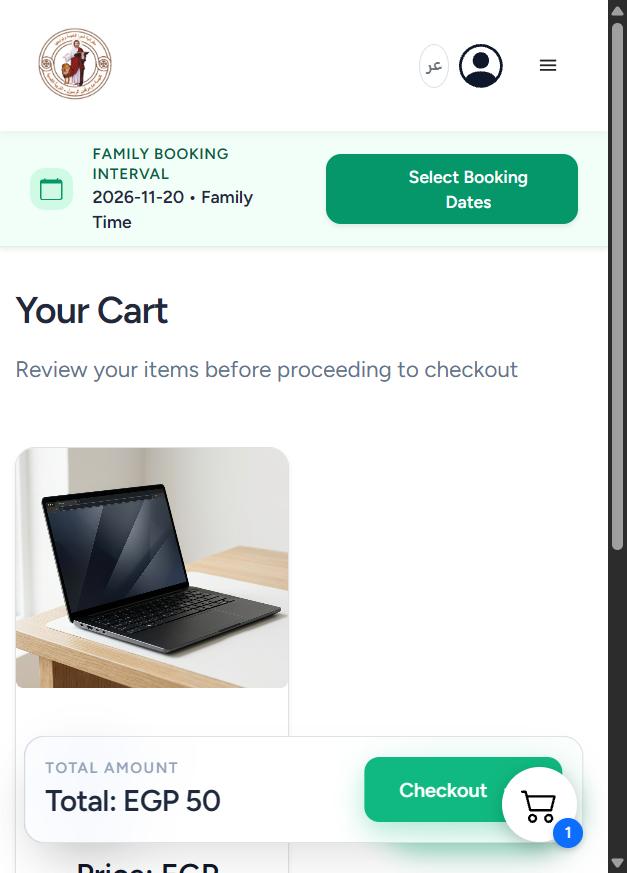 عر
FAMILY BOOKING
INTERVAL
2026-11-20 • Family
Time
Select Booking
Dates
Your Cart
Review your items before proceeding to checkout
TOTAL AMOUNT
Total: EGP 50
Checkout
1
Price: EGP